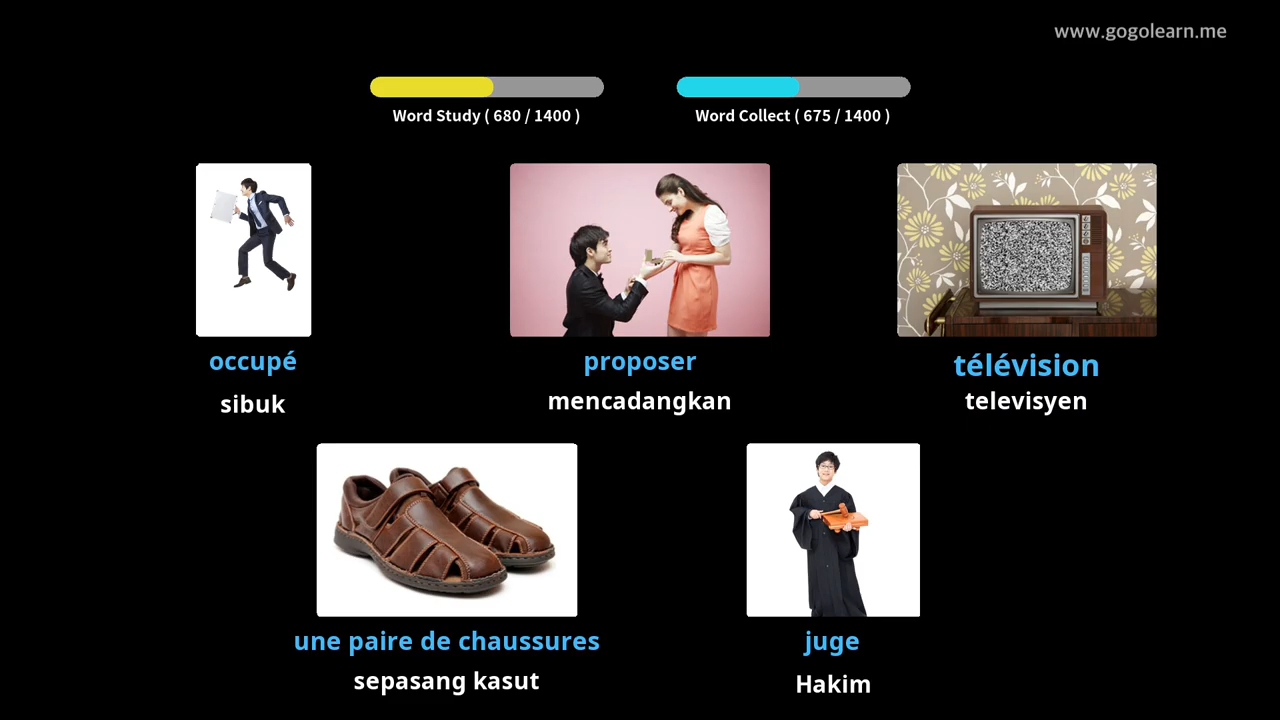 www.gogolearn.me
Word Study ( 680 / 1400 )
Word Collect ( 675 / 1400 )
occupé
proposer
télévision
sibuk
mencadangkan
televisyen
une paire de chaussures
juge
sepasang kasut
Hakim